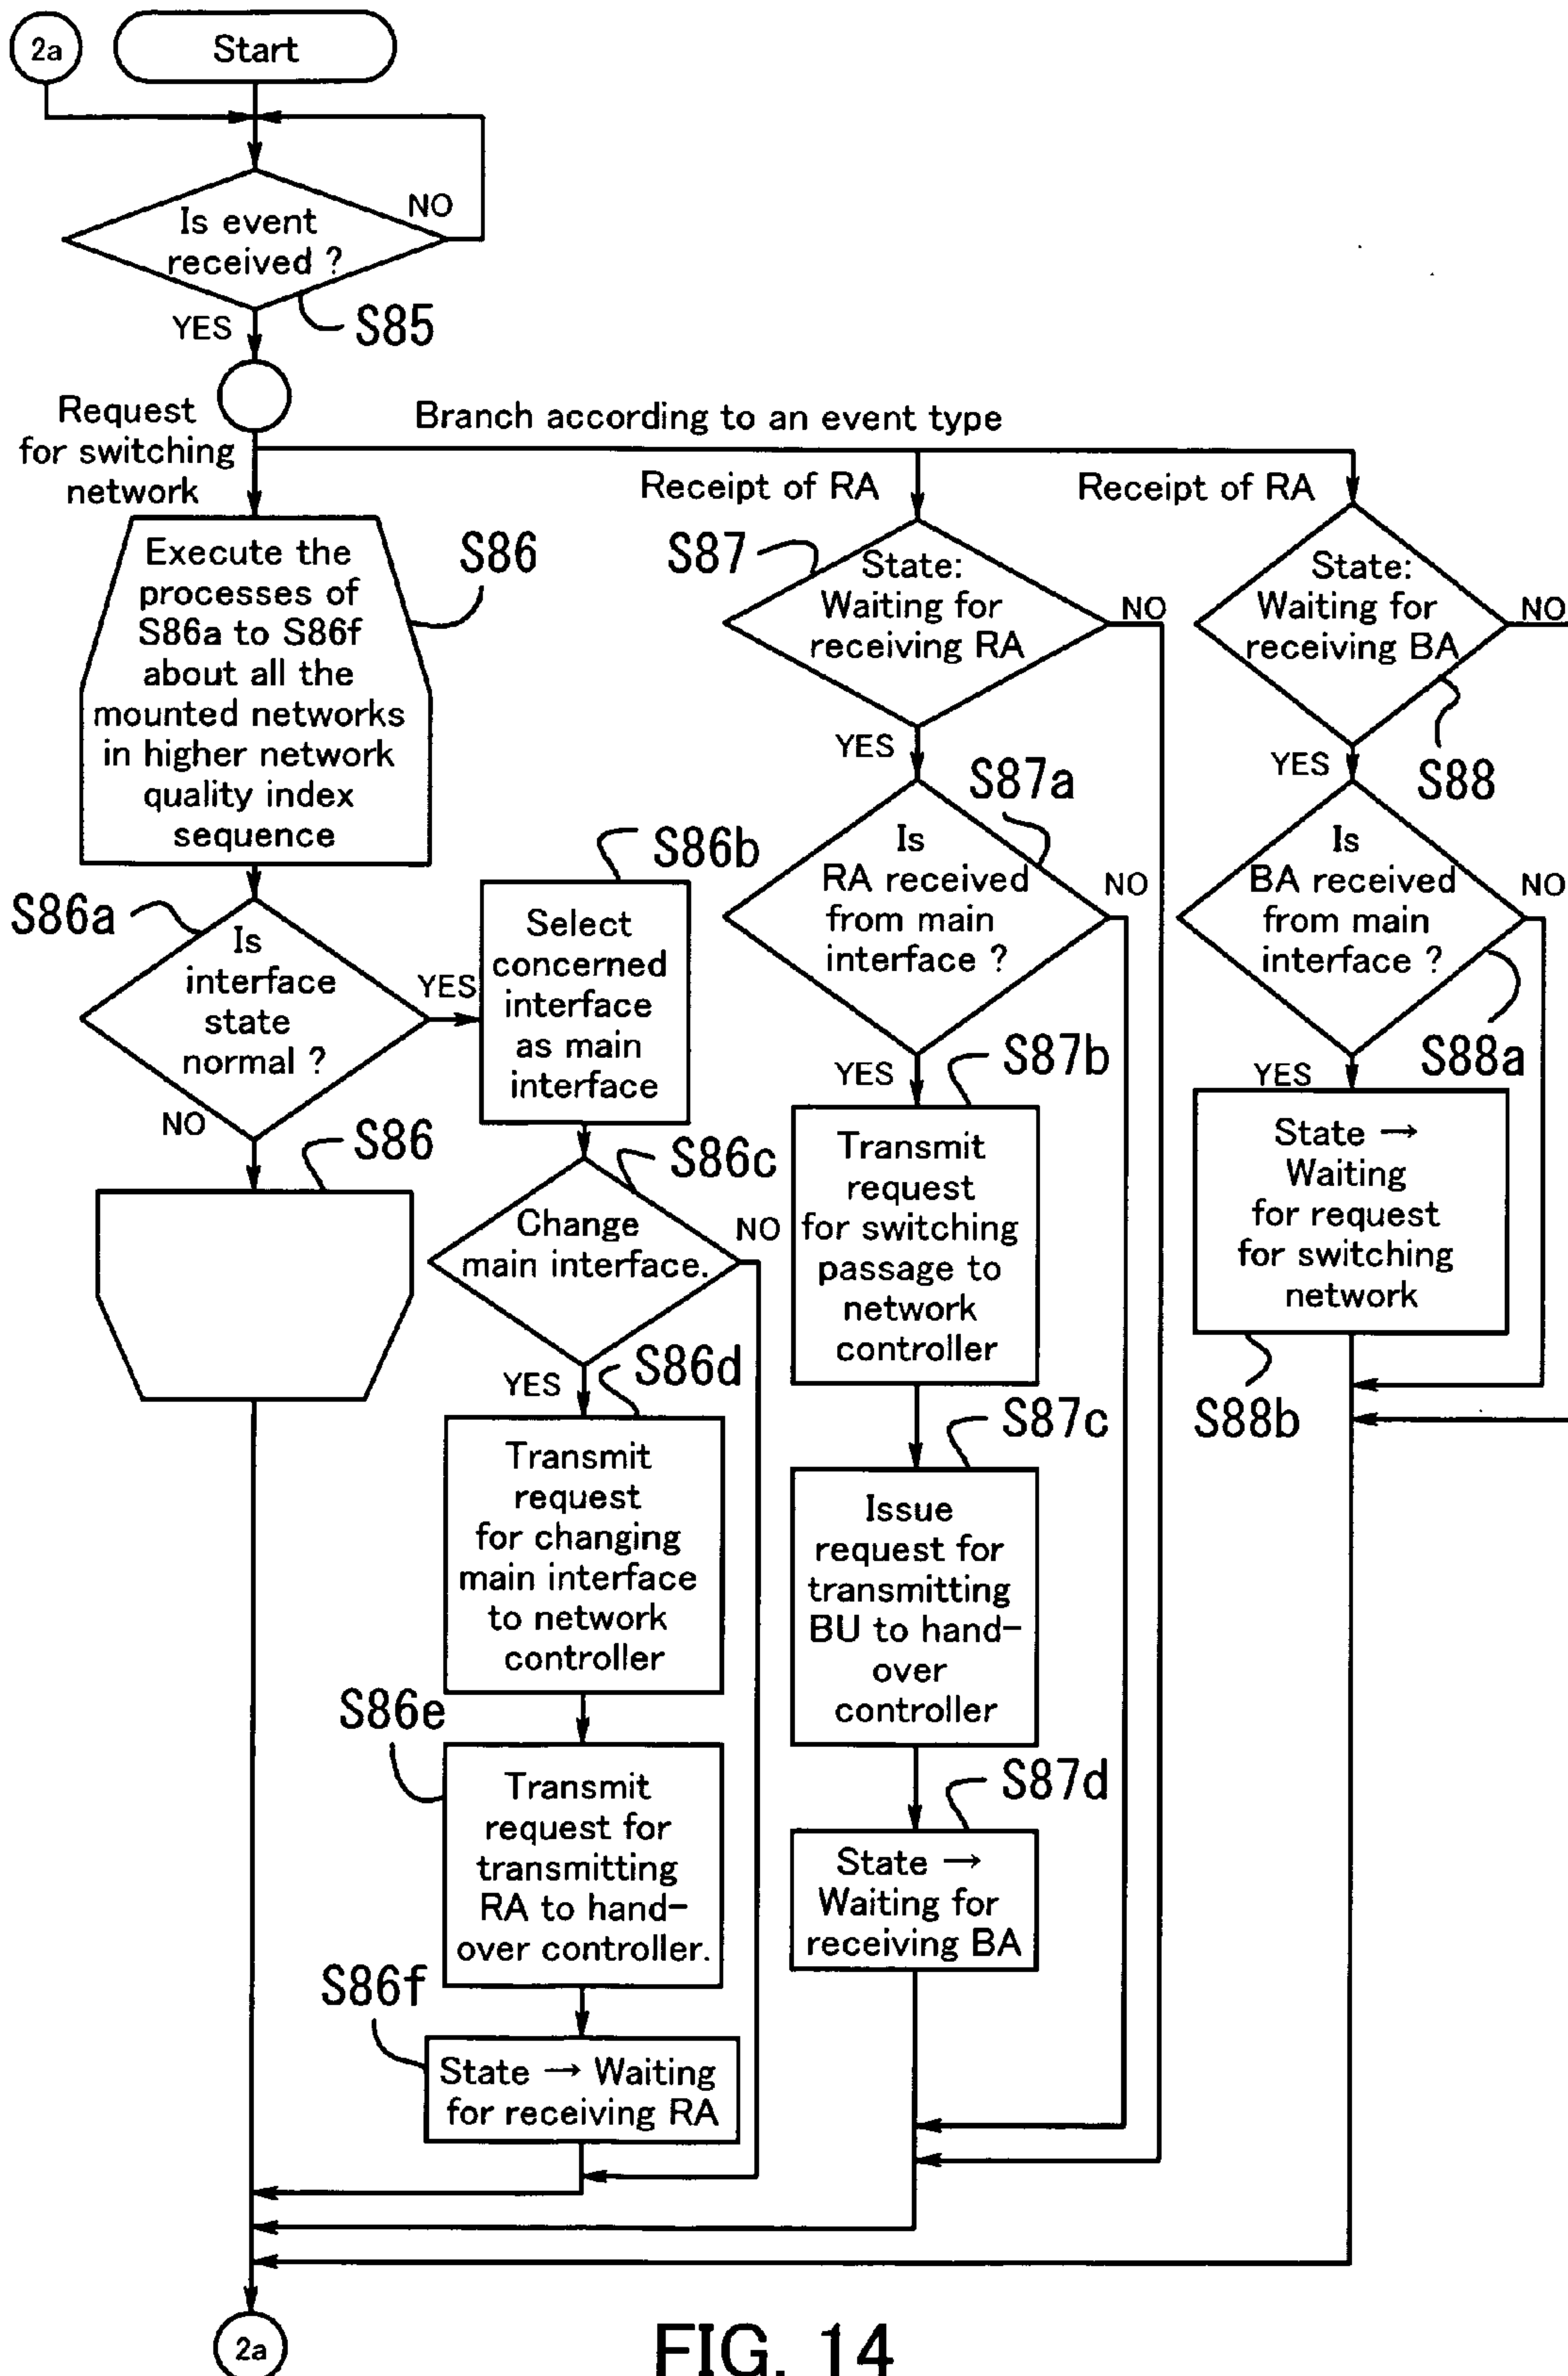 2a
Start
Is event
received ?
NO
YES
S85
Request
for switching
network
Branch according to an event type
Receipt of RA
Receipt of RA
Execute the
processes of
S86a to S86f
about all the
mounted networks
in higher network
quality index
sequence
S86
S86a
Is
interface
state
normal ?
YES
NO
S86
S86b
Select
concerned
interface
as main
interface
S86c
Change
main interface.
NO
YES
S86d
Transmit
request
for changing
main interface
to network
controller
S86e
Transmit
request for
transmitting
RA to hand-
over controller.
S86f
State → Waiting
for receiving RA
S87
State:
Waiting for
receiving RA
NO
YES
S87a
Is
RA received
from main
interface ?
NO
YES
S87b
Transmit
request
for switching
passage to
network
controller
S87c
Issue
request for
transmitting
BU to hand-
over
controller
S87d
State →
Waiting for
receiving BA
State:
Waiting for
receiving BA
NO
S88
YES
Is
BA received
from main
interface ?
NO
S88a
YES
State →
Waiting
for request
for switching
network
S88b
2a
FIG. 14